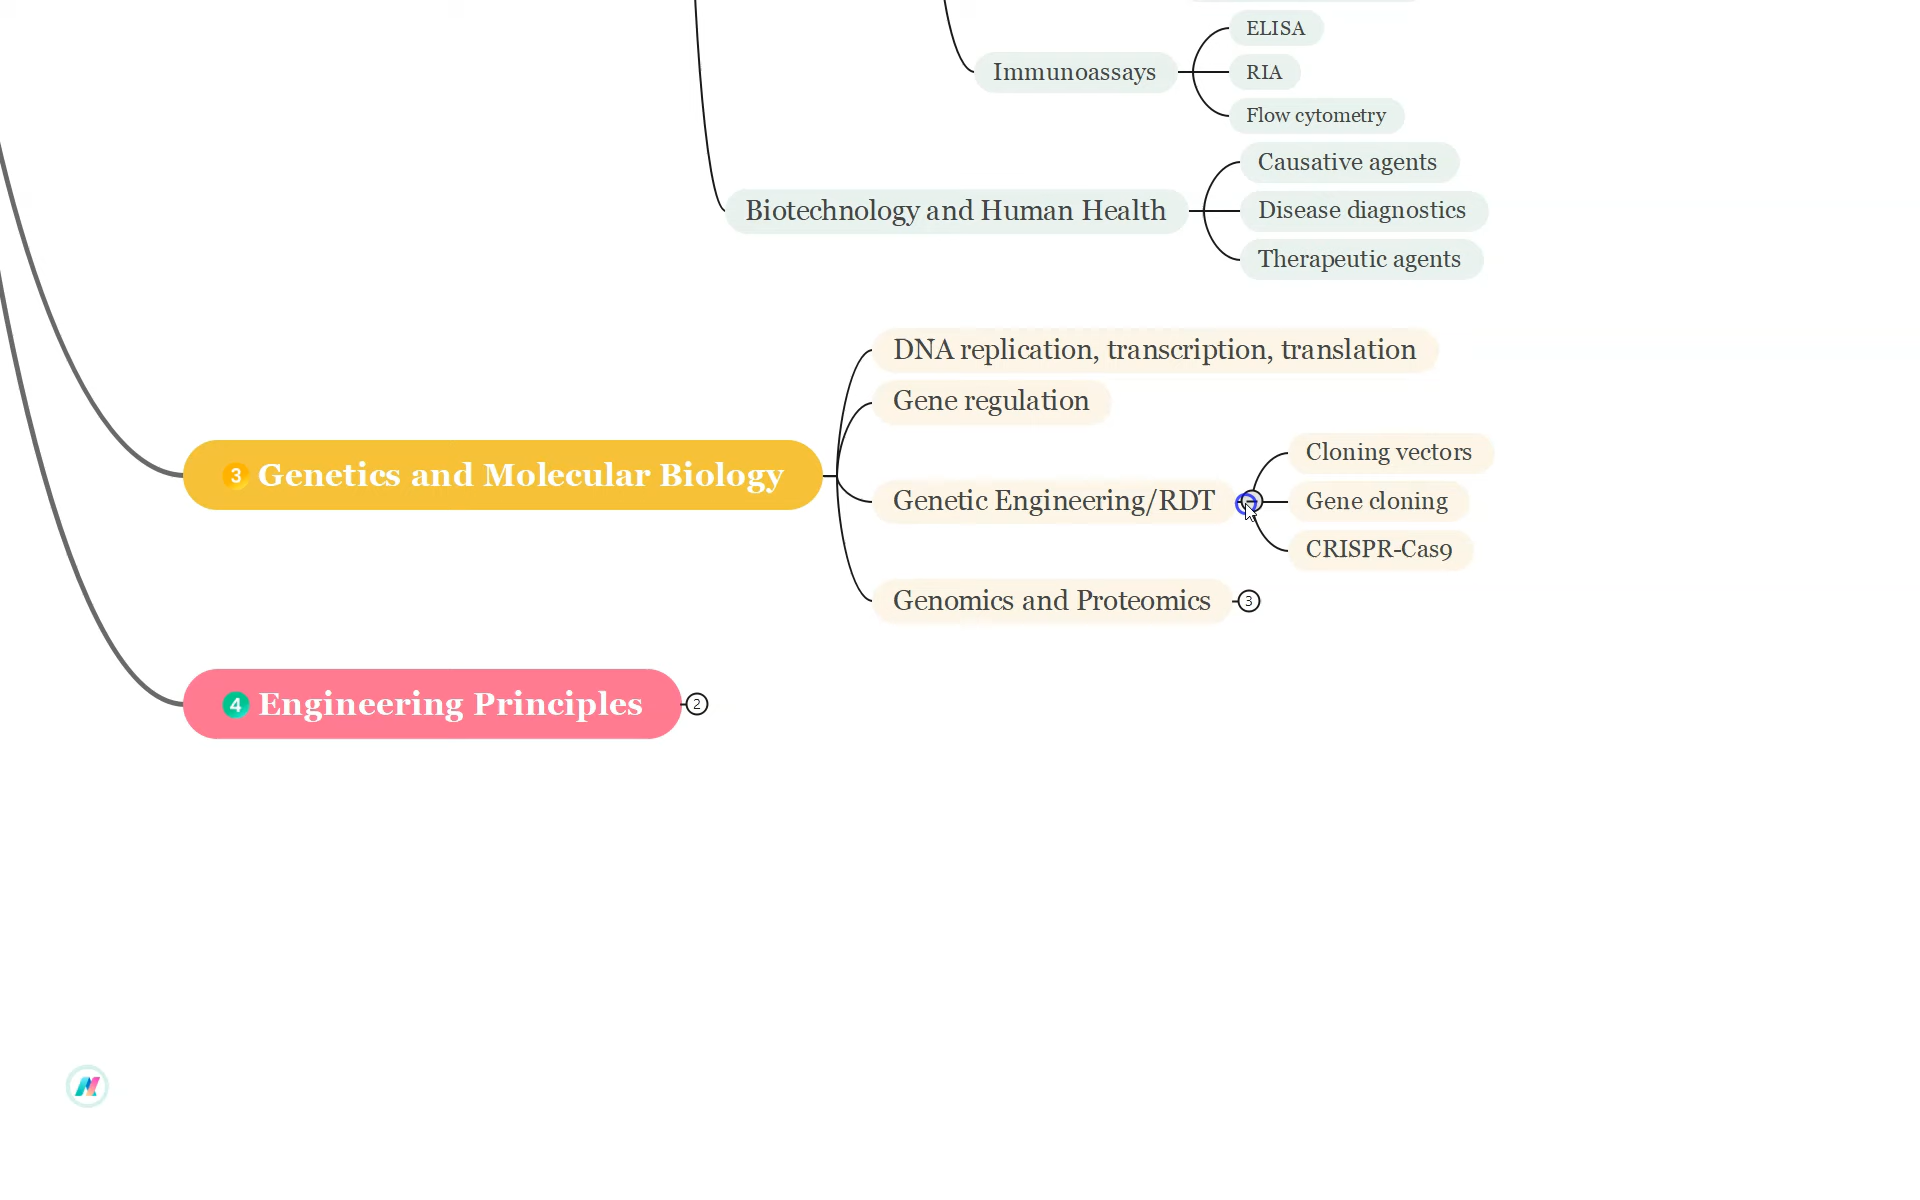 ELISA
Immunoassays
RIA
Flow cytometry
Causative agents
Biotechnology and Human Health
Disease diagnostics
Therapeutic agents
DNA replication, transcription, translation
Gene regulation
Cloning vectors
3 Genetics and Molecular Biology
Genetic Engineering/RDT
Gene cloning
CRISPR-Cas9
Genomics and Proteomics
3
4 Engineering Principles
2